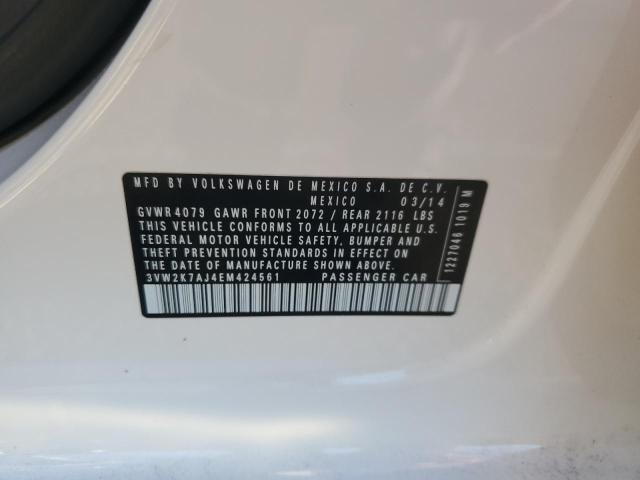 MFD BY VOLKSWAGEN DE MEXICO S.A. DE C.V.
MEXICO 03/14
GVWR 4079 GAWR FRONT 2072 / REAR 2116 LBS
THIS VEHICLE CONFORMS TO ALL APPLICABLE U.S.
FEDERAL MOTOR VEHICLE SAFETY, BUMPER AND
THEFT PREVENTION STANDARDS IN EFFECT ON
THE DATE OF MANUFACTURE SHOWN ABOVE.
3VW2K7AJ4EM424561 PASSENGER CAR
1227046 1019 M